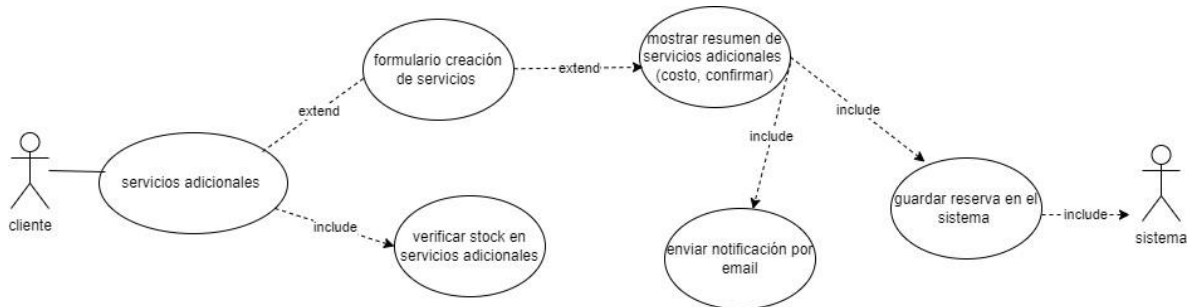 mostrar resumen de
servicios adicionales
(costo, confirmar)
formulario creación
de servicios
extend
extend
include
include
servicios adicionales
guardar reserva en el
sistema
include
cliente
include
verificar stock en
servicios adicionales
enviar notificación por
email
sistema